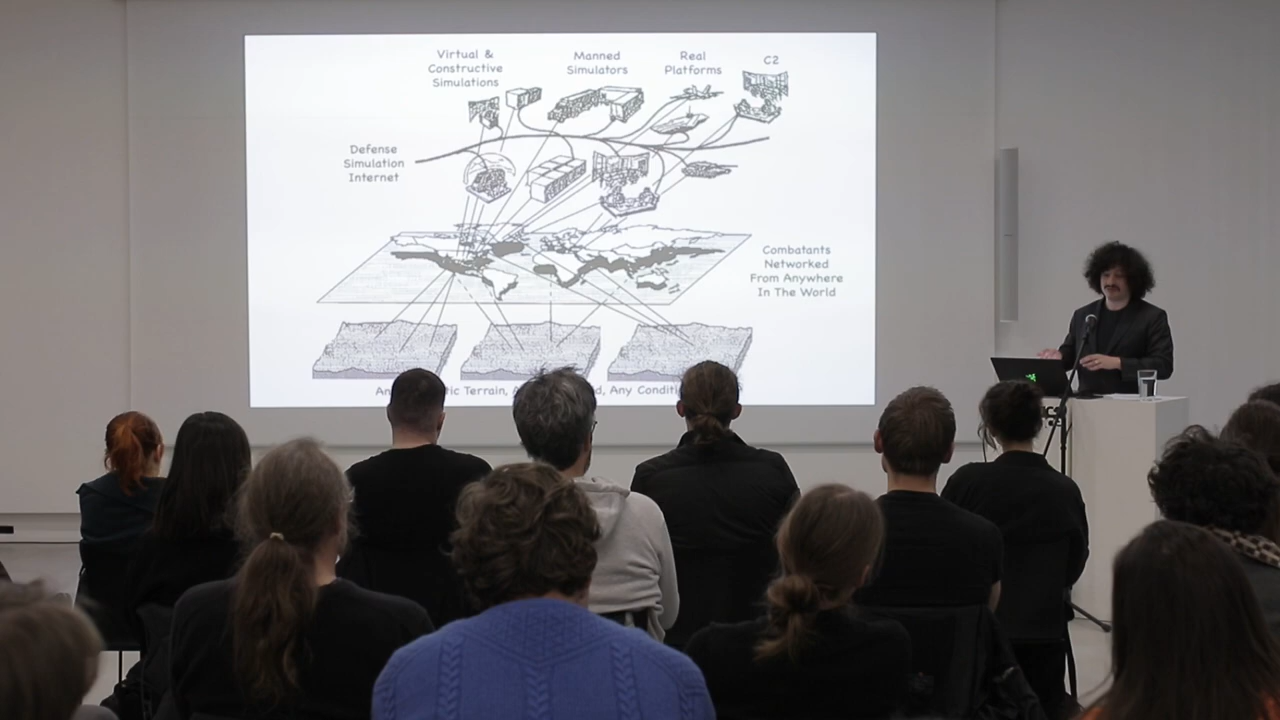 Virtual &
Constructive
Simulations
Manned
Simulators
Real
Platforms
C2
Defense
Simulation
Internet
Combatants
Networked
From Anywhere
In The World
Terrain,
Any